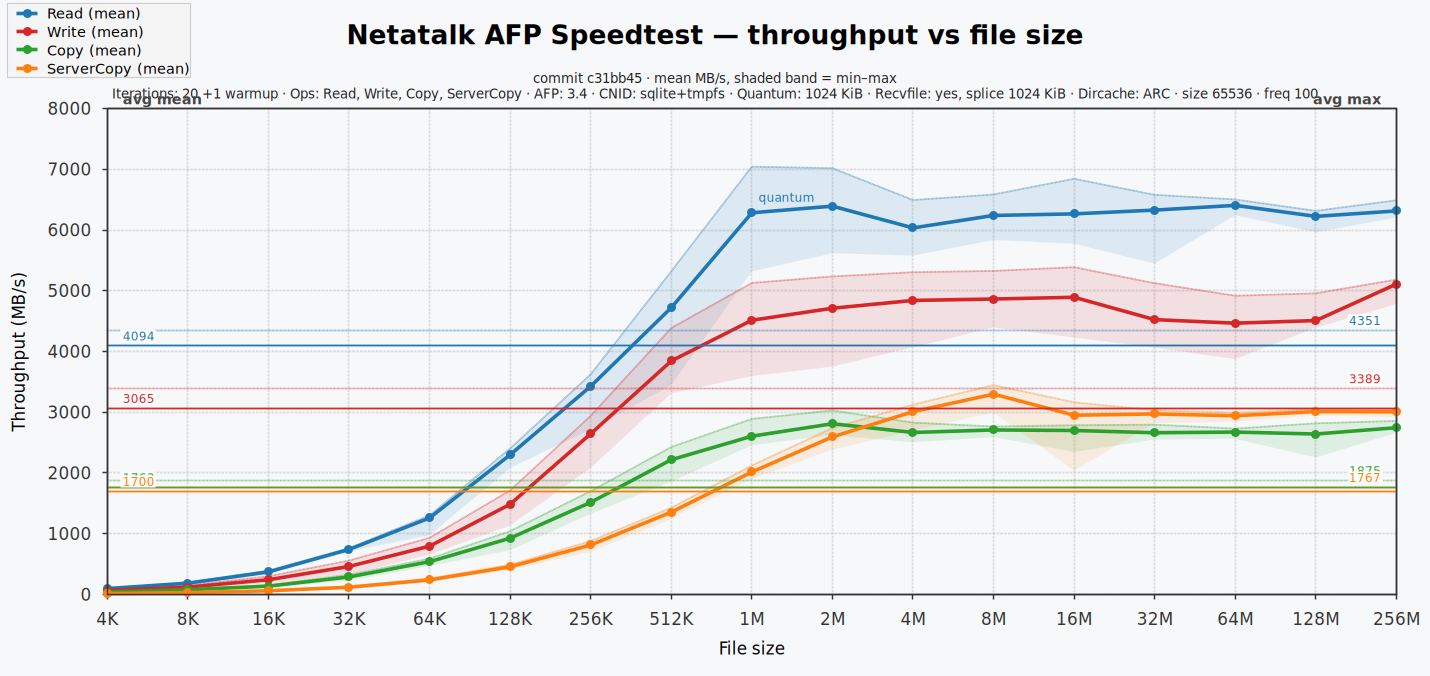 Read (mean)
Write (mean)
Copy (mean)
ServerCopy (mean)
Netatalk AFP Speedtest — throughput vs file size
commit c31bb45 · mean MB/s, shaded band = min–max
Iterations: 20 +1 warmup · Ops: Read, Write, Copy, ServerCopy · AFP: 3.4 · CNID: sqlite+tmpfs · Quantum: 1024 KiB · Recvfile: yes, splice 1024 KiB · Dircache: ARC · size 65536 · freq 100
avg mean
avg max
8000
7000
quantum
6000
5000
4094
4351
4000
3389
3065
3000
2000
1875
1700
1767
1000
0
Throughput (MB/s)
4K 8K 16K 32K 64K 128K 256K 512K 1M 2M 4M 8M 16M 32M 64M 128M 256M
File size